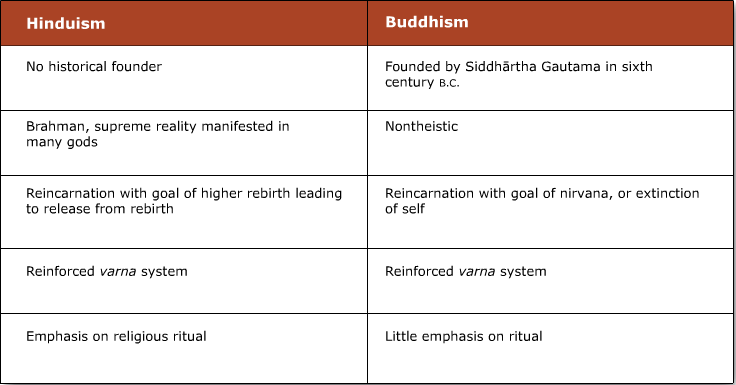 Hinduism
Buddhism
No historical founder
Founded by Siddhārtha Gautama in sixth
century B.C.
Brahman, supreme reality manifested in
many gods
Nontheistic
Reincarnation with goal of higher rebirth leading
to release from rebirth
Reincarnation with goal of nirvana, or extinction
of self
Reinforced varna system
Reinforced varna system
Emphasis on religious ritual
Little emphasis on ritual